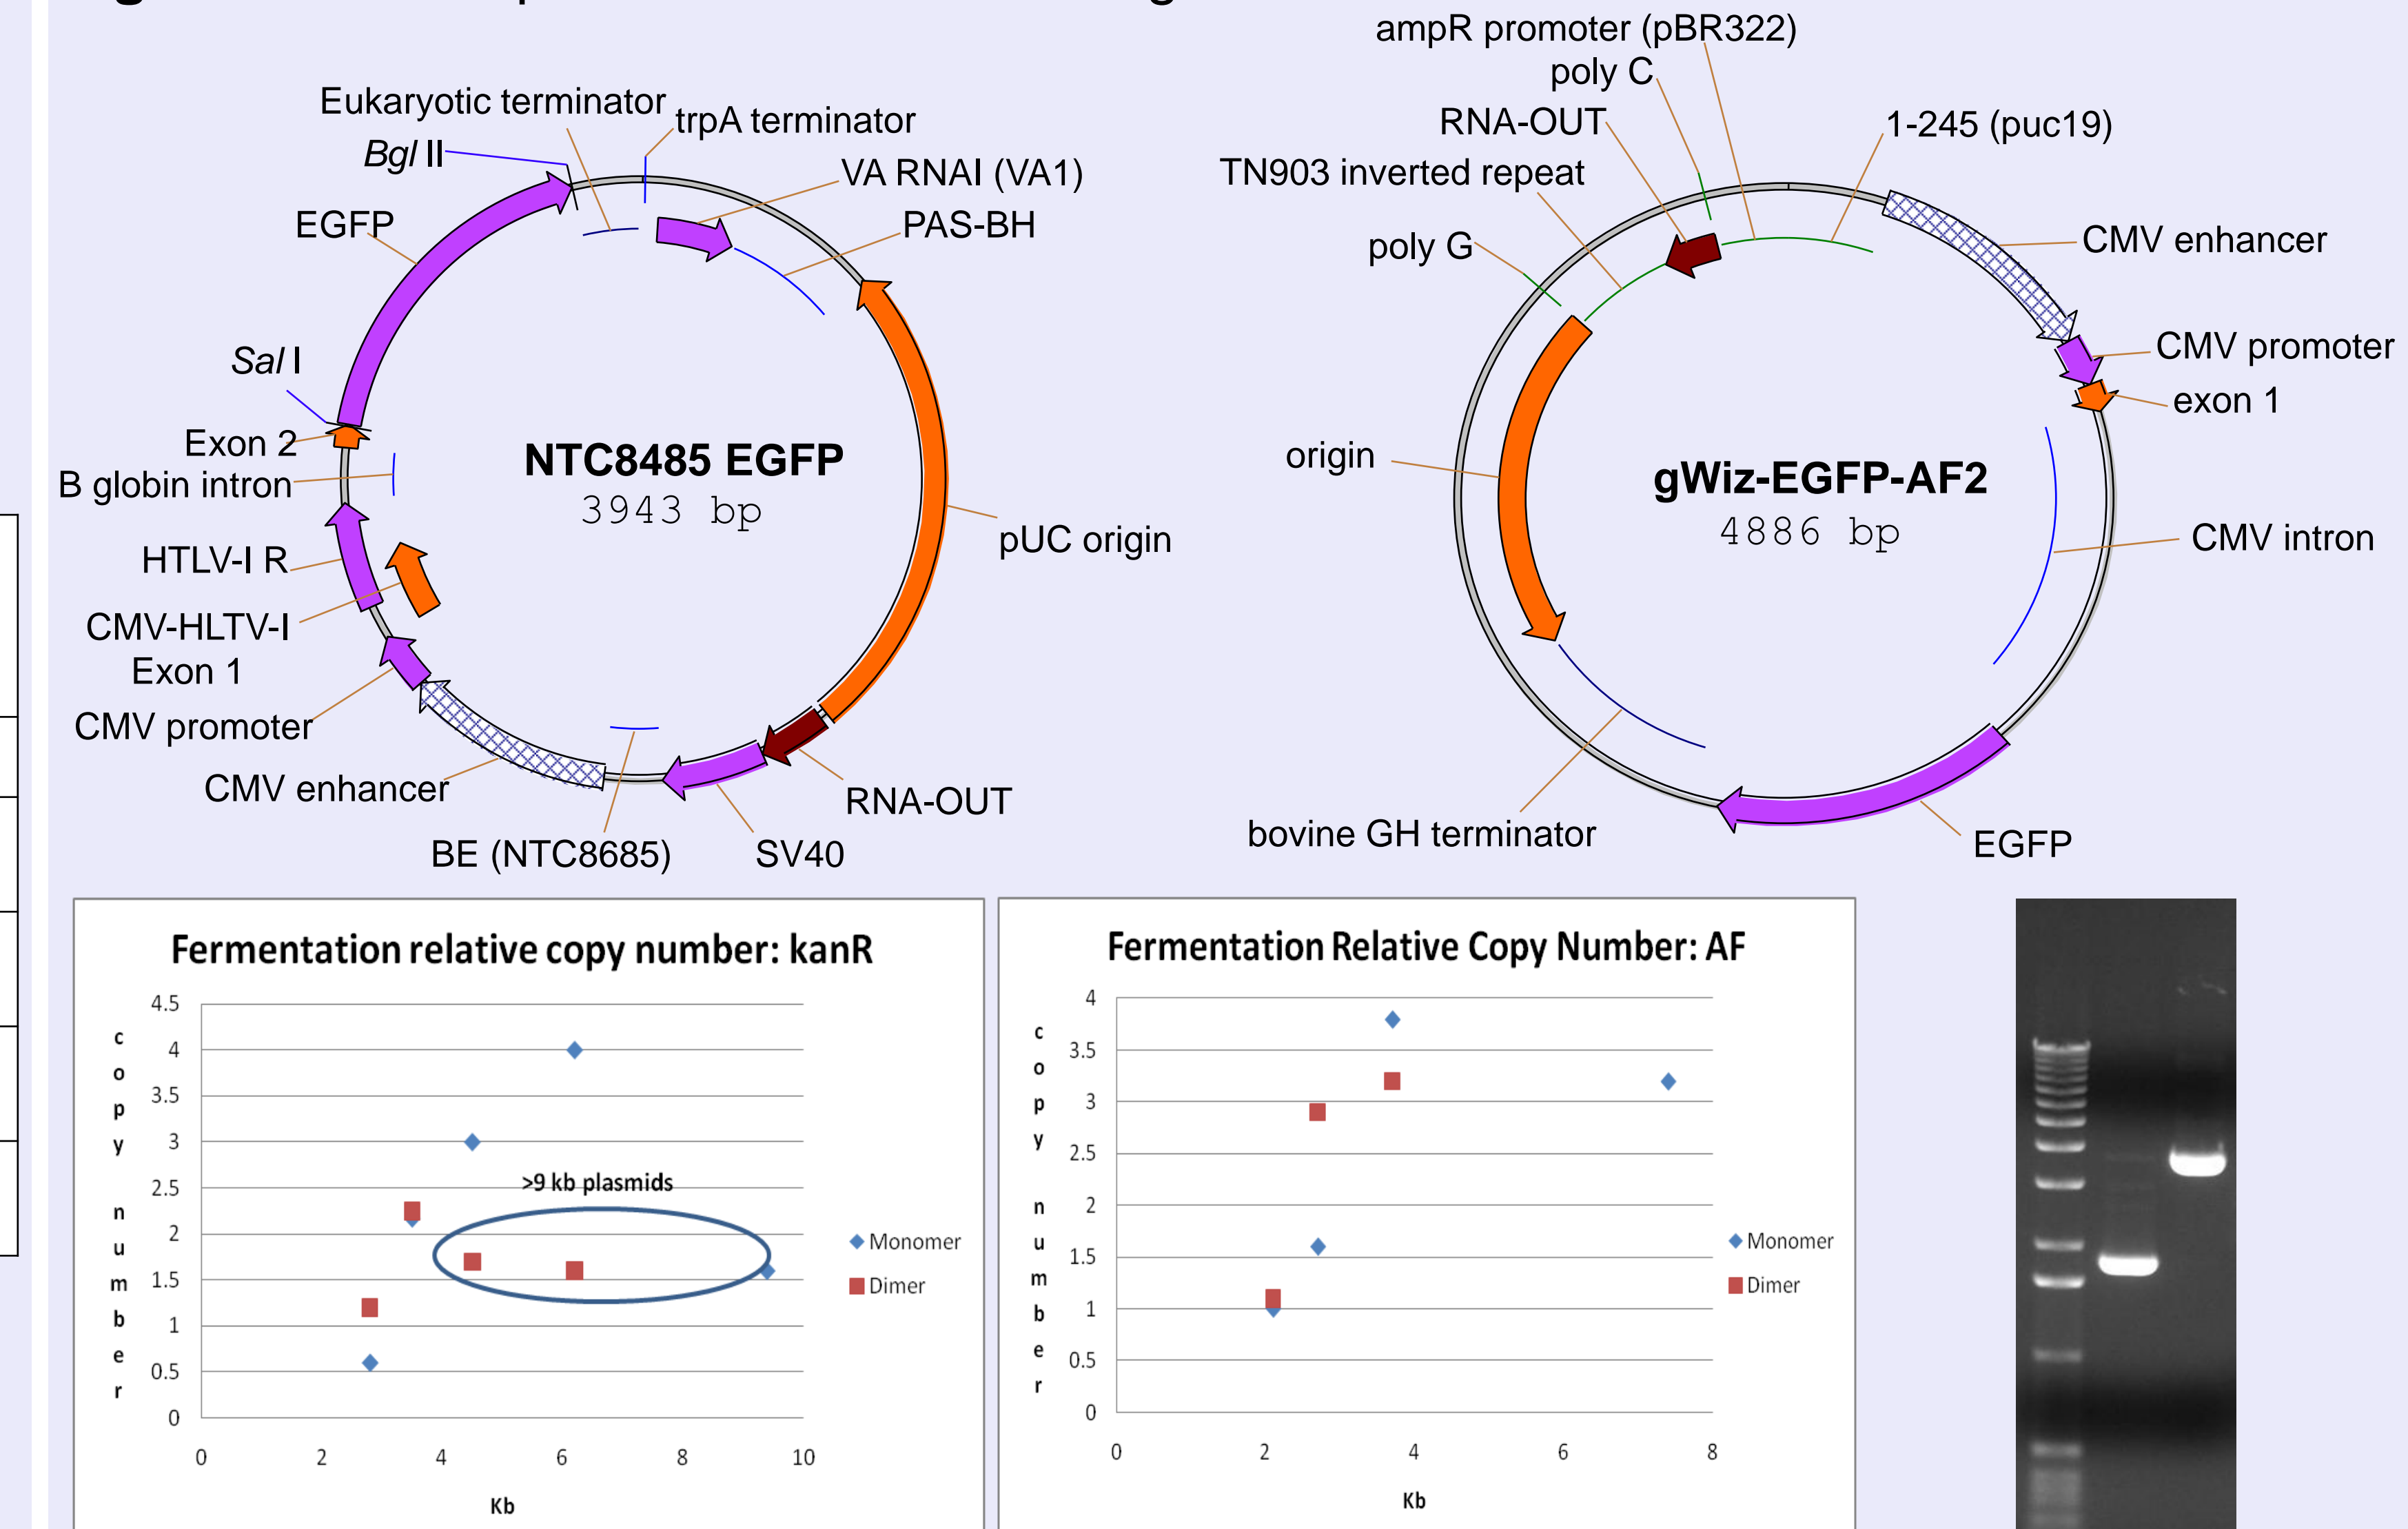 Eukaryotic terminator
trpA terminator
Bgl II
VA RNAI (VA1)
EGFP
PAS-BH
Sal I
Exon 2
B globin intron
NTC8485 EGFP
3943 bp
HTLV-I R
pUC origin
CMV-HLTV-I
Exon 1
CMV promoter
CMV enhancer
RNA-OUT
BE (NTC8685)
SV40
ampR promoter (pBR322)
poly C
RNA-OUT
1-245 (puc19)
TN903 inverted repeat
poly G
CMV enhancer
CMV promoter
exon 1
origin
gWiz-EGFP-AF2
4886 bp
CMV intron
bovine GH terminator
EGFP
Fermentation relative copy number: kanR
copy number
4.5
4
3.5
3
2.5
2
1.5
1
0.5
0
>9 kb plasmids
Monomer
Dimer
0 2 4 6 8 10
Kb
Fermentation Relative Copy Number: AF
copy number
4
3.5
3
2.5
2
1.5
1
0.5
0
Monomer
Dimer
0 2 4 6 8
Kb